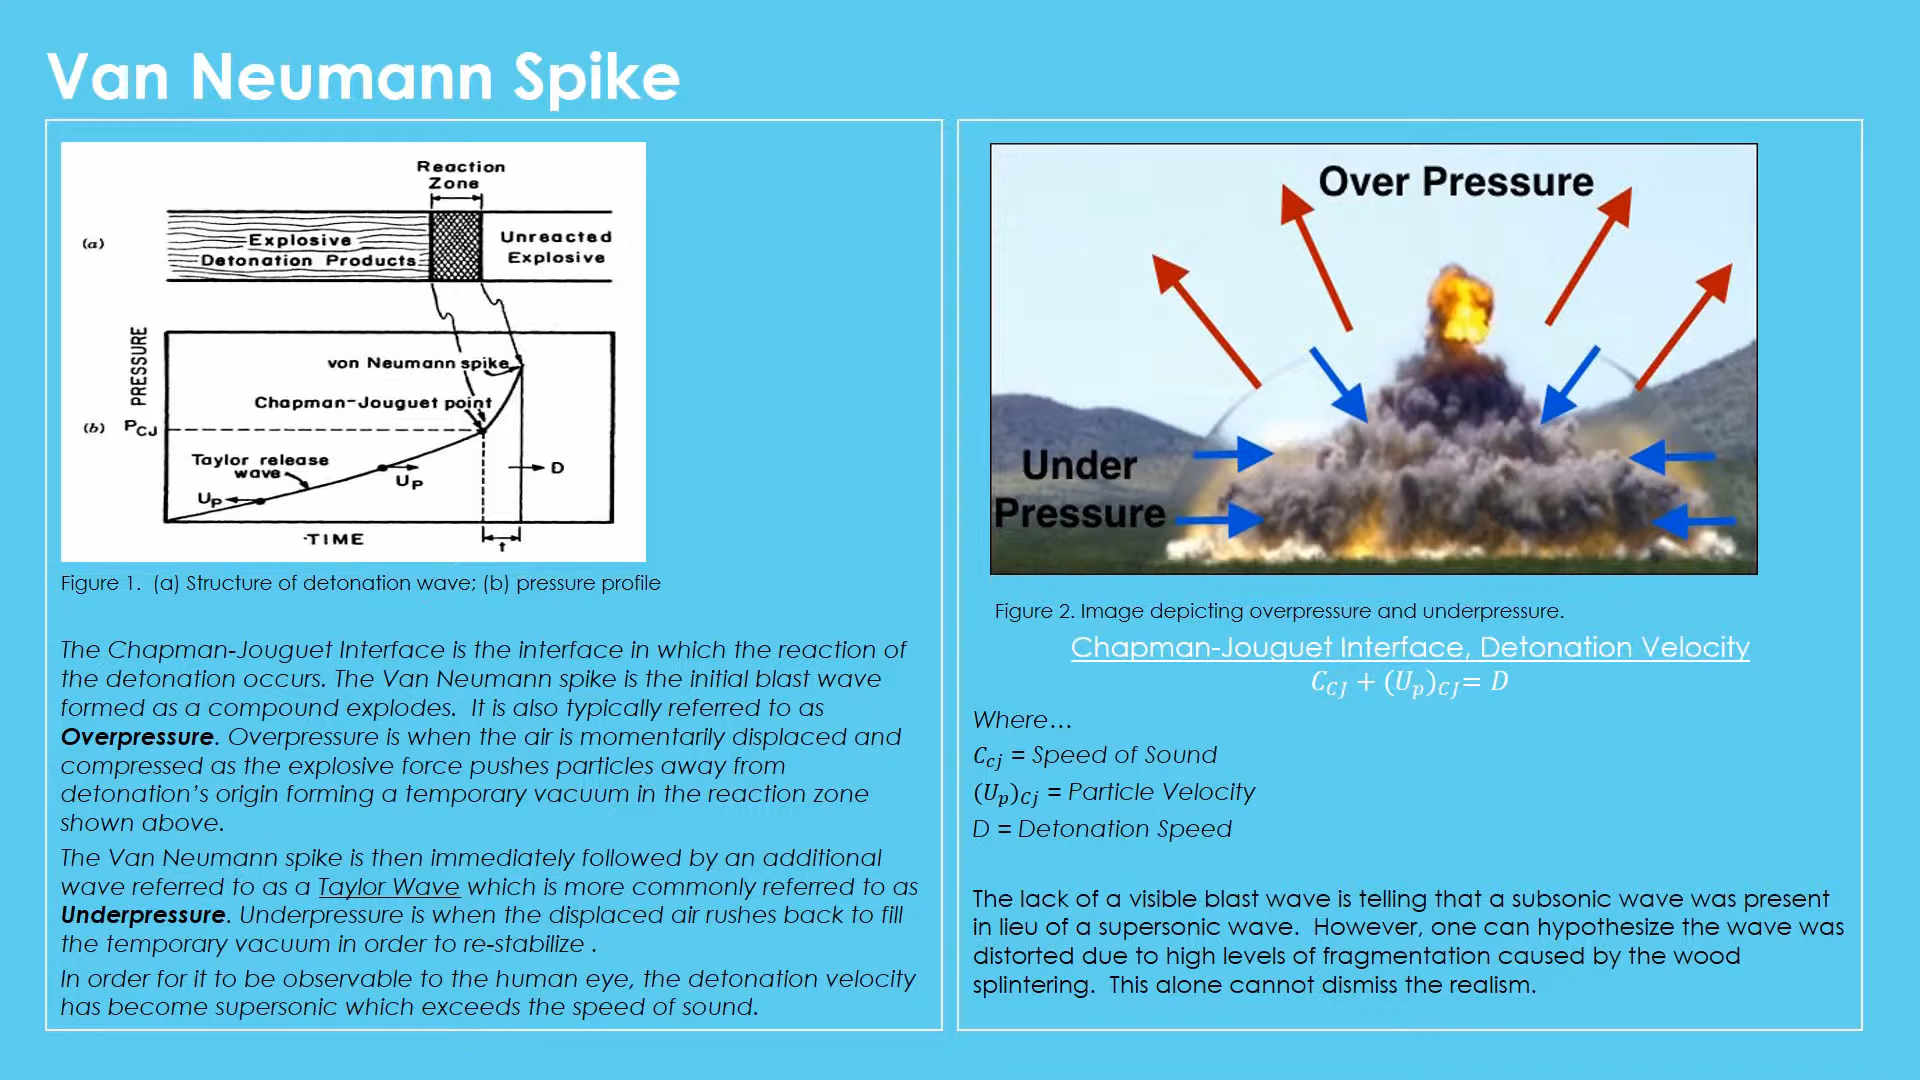 Van Neumann Spike
Reaction
Zone
(a)
Explosive
Detonation Products
Unreacted
Explosive
PRESSURE
von Neumann spike
Chapman-Jouguet point
(b)
PCJ
Taylor release
wave
Up
Up
D
TIME
t
Figure 1.  (a) Structure of detonation wave; (b) pressure profile
The Chapman-Jouguet Interface is the interface in which the reaction of
the detonation occurs. The Van Neumann spike is the initial blast wave
formed as a compound explodes.  It is also typically referred to as
Overpressure. Overpressure is when the air is momentarily displaced and
compressed as the explosive force pushes particles away from
detonation's origin forming a temporary vacuum in the reaction zone
shown above.
The Van Neumann spike is then immediately followed by an additional
wave referred to as a Taylor Wave which is more commonly referred to as
Underpressure. Underpressure is when the displaced air rushes back to fill
the temporary vacuum in order to re-stabilize .
In order for it to be observable to the human eye, the detonation velocity
has become supersonic which exceeds the speed of sound.
Over Pressure
Under
Pressure
Figure 2. Image depicting overpressure and underpressure.
Chapman-Jouguet Interface, Detonation Velocity
C_CJ + (U_p)_CJ = D
Where…
C_cj = Speed of Sound
(U_p)_Cj = Particle Velocity
D = Detonation Speed
The lack of a visible blast wave is telling that a subsonic wave was present
in lieu of a supersonic wave.  However, one can hypothesize the wave was
distorted due to high levels of fragmentation caused by the wood
splintering.  This alone cannot dismiss the realism.